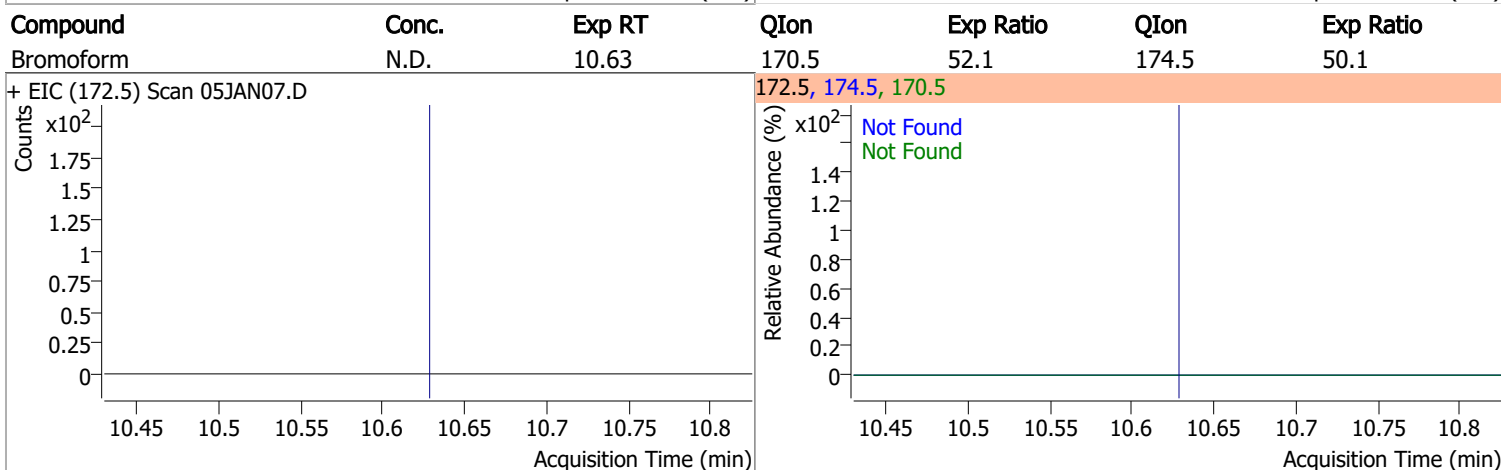 Compound Conc. Exp RT QIon Exp Ratio QIon Exp Ratio
Bromoform N.D. 10.63 170.5 52.1 174.5 50.1
+ EIC (172.5) Scan 05JAN07.D
Counts
x10²
1.75
1.5
1.25
1
0.75
0.5
0.25
0
10.45 10.5 10.55 10.6 10.65 10.7 10.75 10.8
Acquisition Time (min)
172.5, 174.5, 170.5
Relative Abundance (%)
x10²
Not Found
Not Found
1.4
1.2
1
0.8
0.6
0.4
0.2
0
10.45 10.5 10.55 10.6 10.65 10.7 10.75 10.8
Acquisition Time (min)